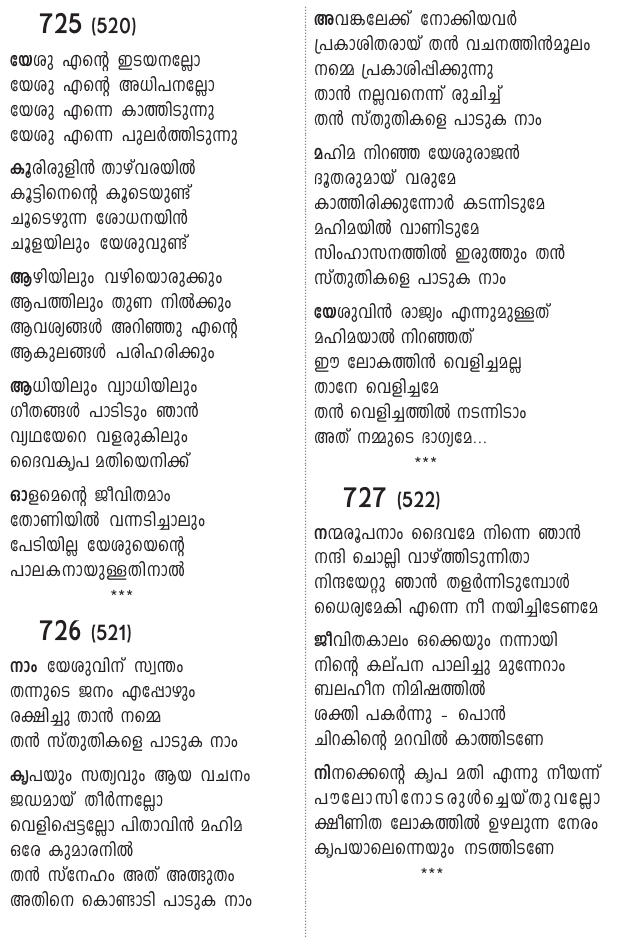 725 (520)
യേശു എന്റെ ഇടയനല്ലോ
യേശു എന്റെ അധിപനല്ലോ
യേശു എന്നെ കാത്തിടുന്നു
യേശു എന്നെ പുലർത്തിടുന്നു
കൂരിരുളിൻ താഴ്‌വരയിൽ
കൂട്ടിനെന്റെ കൂടെയുണ്ട്
ചൂടെഴുന്ന ശോധനയിൻ
ചൂളയിലും യേശുവുണ്ട്
ആഴിയിലും വഴിയൊരുക്കും
ആപത്തിലും തുണ നിൽക്കും
ആവശ്യങ്ങൾ അറിഞ്ഞു എന്റെ
ആകുലങ്ങൾ പരിഹരിക്കും
ആധിയിലും വ്യാധിയിലും
ഗീതങ്ങൾ പാടിടും ഞാൻ
വ്യഥയേറെ വളരുകിലും
ദൈവകൃപ മതിയെനിക്ക്
ഓളമെന്റെ ജീവിതമാം
തോണിയിൽ വന്നടിച്ചാലും
പേടിയില്ല യേശുയെന്റെ
പാലകനായുള്ളതിനാൽ
***
726 (521)
നാം യേശുവിന് സ്വന്തം
തന്നുടെ ജനം എപ്പോഴും
രക്ഷിച്ചു താൻ നമ്മെ
തൻ സ്തുതികളെ പാടുക നാം
കൃപയും സത്യവും ആയ വചനം
ജഡമായ് തീർന്നല്ലോ
വെളിപ്പെട്ടല്ലോ പിതാവിൻ മഹിമ
ഒരേ കുമാരനിൽ
തൻ സ്നേഹം അത് അത്ഭുതം
അതിനെ കൊണ്ടാടി പാടുക നാം
അവങ്കലേക്ക് നോക്കിയവർ
പ്രകാശിതരായ് തൻ വചനത്തിൻമൂലം
നമ്മെ പ്രകാശിപ്പിക്കുന്നു
താൻ നല്ലവനെന്ന് രുചിച്ച്
തൻ സ്തുതികളെ പാടുക നാം
മഹിമ നിറഞ്ഞ യേശുരാജൻ
ദൂതരുമായ് വരുമേ
കാത്തിരിക്കുന്നോർ കടന്നിടുമേ
മഹിമയിൽ വാണിടുമേ
സിംഹാസനത്തിൽ ഇരുത്തും തൻ
സ്തുതികളെ പാടുക നാം
യേശുവിൻ രാജ്യം എന്നുമുള്ളത്
മഹിമയാൽ നിറഞ്ഞത്
ഈ ലോകത്തിൻ വെളിച്ചമല്ല
താനേ വെളിച്ചമേ
തൻ വെളിച്ചത്തിൽ നടന്നിടാം
അത് നമ്മുടെ ഭാഗ്യമേ...
***
727 (522)
നന്മരൂപനാം ദൈവമേ നിന്നെ ഞാൻ
നന്ദി ചൊല്ലി വാഴ്ത്തിടുന്നിതാ
നിന്ദയേറ്റു ഞാൻ തളർന്നിടുമ്പോൾ
ധൈര്യമേകി എന്നെ നീ നയിച്ചിടേണമേ
ജീവിതകാലം ഒക്കെയും നന്നായി
നിന്റെ കല്പന പാലിച്ചു മുന്നേറാം
ബലഹീന നിമിഷത്തിൽ
ശക്തി പകർന്നു - പൊൻ
ചിറകിന്റെ മറവിൽ കാത്തിടണേ
നിനക്കെന്റെ കൃപ മതി എന്നു നീയന്ന്
പൗലോസിനോടരുൾച്ചെയ്തുവല്ലോ
ക്ഷീണിത ലോകത്തിൽ ഉഴലുന്ന നേരം
കൃപയാലെന്നെയും നടത്തിടണേ
***